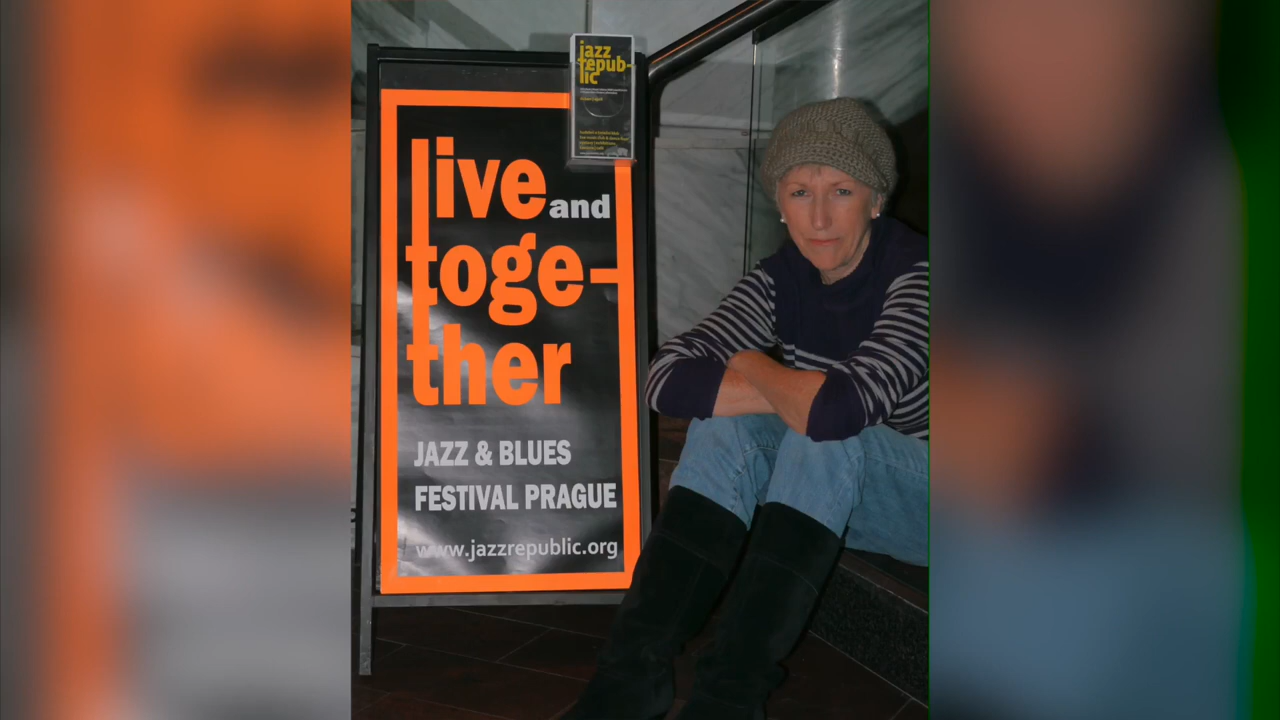 jazz
repub-
lic
live and
toge-
ther
JAZZ & BLUES
FESTIVAL PRAGUE
www.jazzrepublic.org